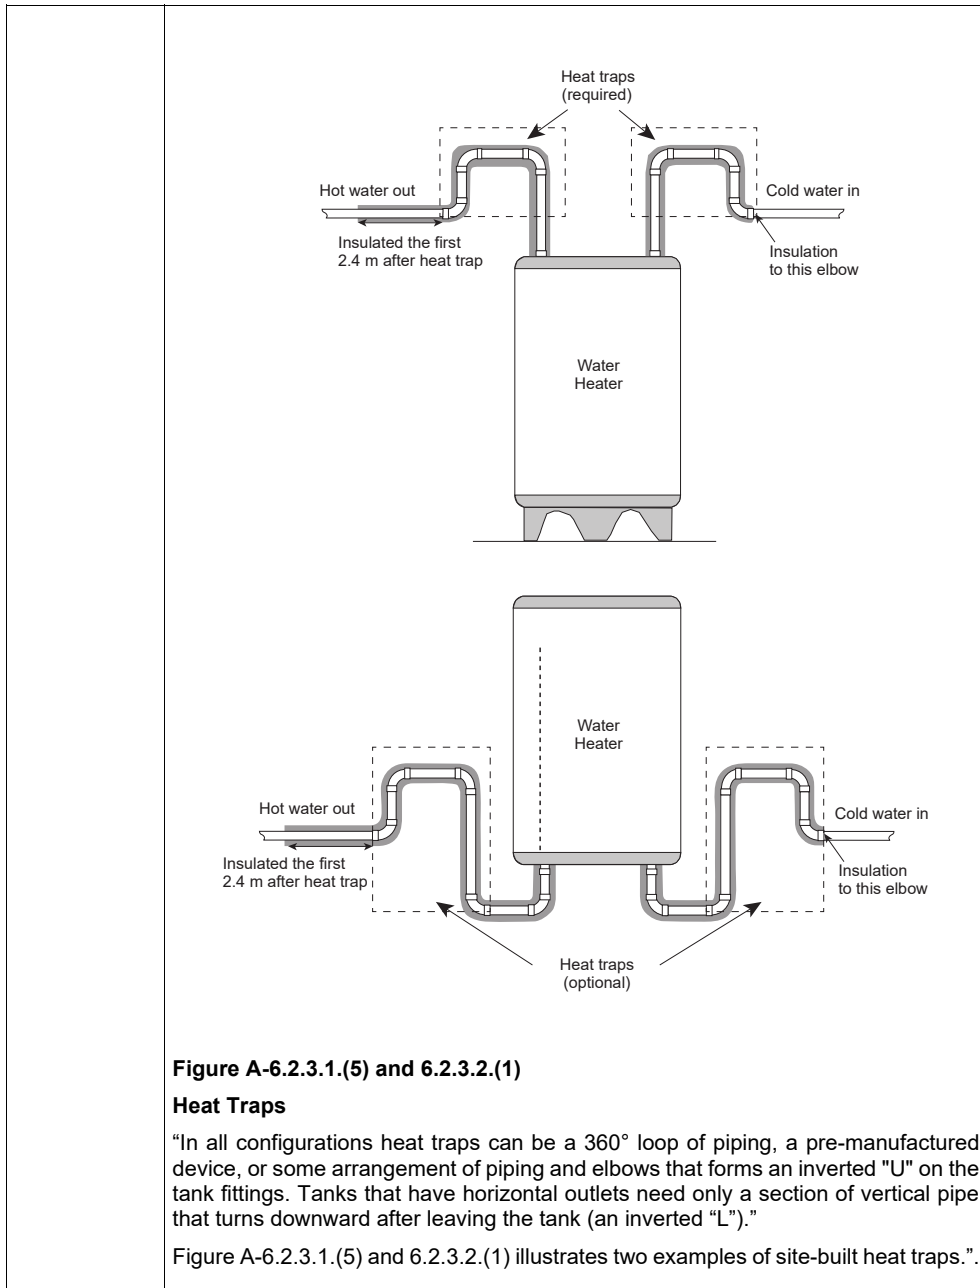 Heat traps
(required)
Hot water out
Cold water in
Insulated the first
2.4 m after heat trap
Insulation
to this elbow
Water
Heater
Water
Heater
Hot water out
Cold water in
Insulated the first
2.4 m after heat trap
Insulation
to this elbow
Heat traps
(optional)
Figure A-6.2.3.1.(5) and 6.2.3.2.(1)
Heat Traps
“In all configurations heat traps can be a 360° loop of piping, a pre-manufactured
device, or some arrangement of piping and elbows that forms an inverted "U" on the
tank fittings. Tanks that have horizontal outlets need only a section of vertical pipe
that turns downward after leaving the tank (an inverted “L”).”
Figure A-6.2.3.1.(5) and 6.2.3.2.(1) illustrates two examples of site-built heat traps.”.